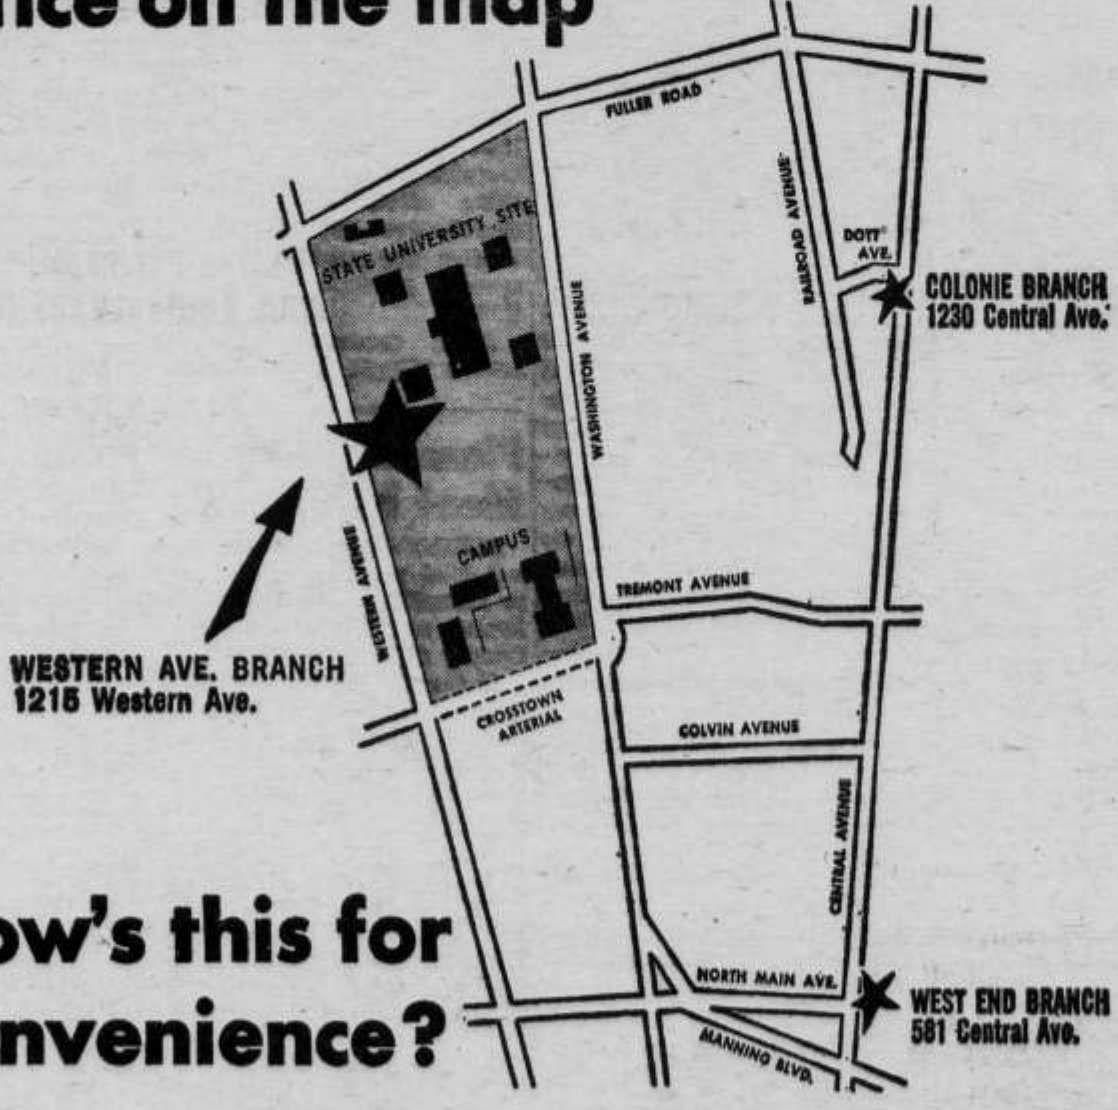 on the map
FULLER ROAD
STATE UNIVERSITY SITE
RAILROAD AVENUE
DOTT
AVE.
COLONIE BRANCH
1230 Central Ave.
WASHINGTON AVENUE
WESTERN AVENUE
CAMPUS
TREMONT AVENUE
WESTERN AVE. BRANCH
1215 Western Ave.
CROSSTOWN
ARTERIAL
COLVIN AVENUE
CENTRAL AVENUE
ow's this for
nvenience?
NORTH MAIN AVE.
WEST END BRANCH
581 Central Ave.
MANNING BLVD.